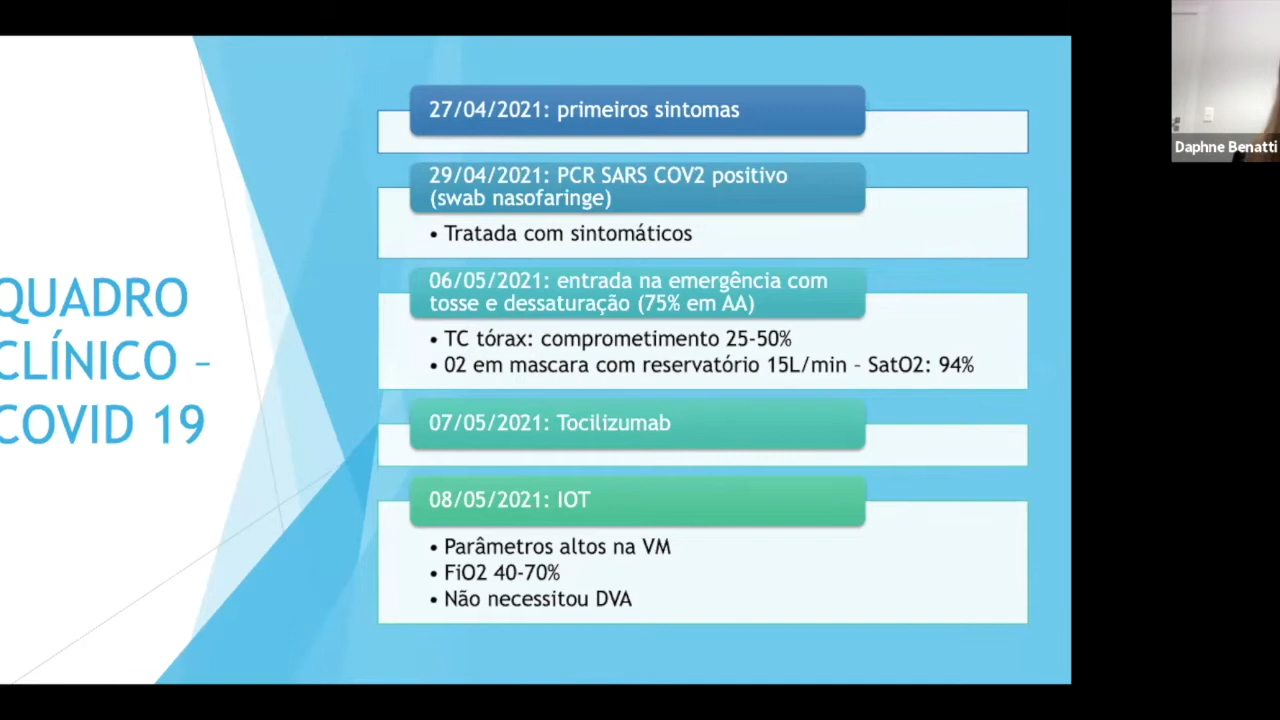 QUADRO
CLÍNICO –
COVID 19
27/04/2021: primeiros sintomas
29/04/2021: PCR SARS COV2 positivo
(swab nasofaringe)
• Tratada com sintomáticos
06/05/2021: entrada na emergência com
tosse e dessaturação (75% em AA)
• TC tórax: comprometimento 25-50%
• 02 em mascara com reservatório 15L/min – SatO2: 94%
07/05/2021: Tocilizumab
08/05/2021: IOT
• Parâmetros altos na VM
• FiO2 40-70%
• Não necessitou DVA
Daphne Benatti